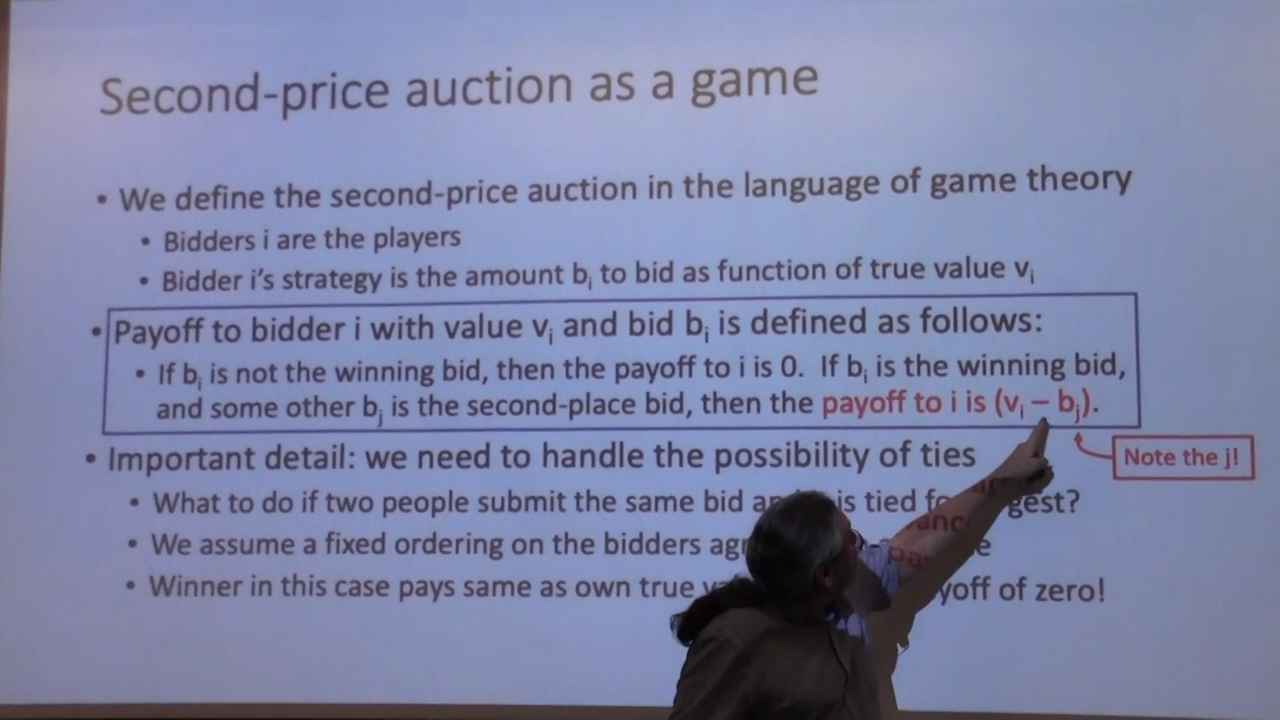 Second-price auction as a game
• We define the second-price auction in the language of game theory
• Bidders i are the players
• Bidder i's strategy is the amount bᵢ to bid as function of true value vᵢ
• Payoff to bidder i with value vᵢ and bid bᵢ is defined as follows:
• If bᵢ is not the winning bid, then the payoff to i is 0. If bᵢ is the winning bid,
and some other bⱼ is the second-place bid, then the payoff to i is (vᵢ – bⱼ).
Note the j!
• Important detail: we need to handle the possibility of ties
• What to do if two people submit the same bid is tied
• We assume a fixed ordering on the bidders
• Winner in this case pays same as own true of zero!